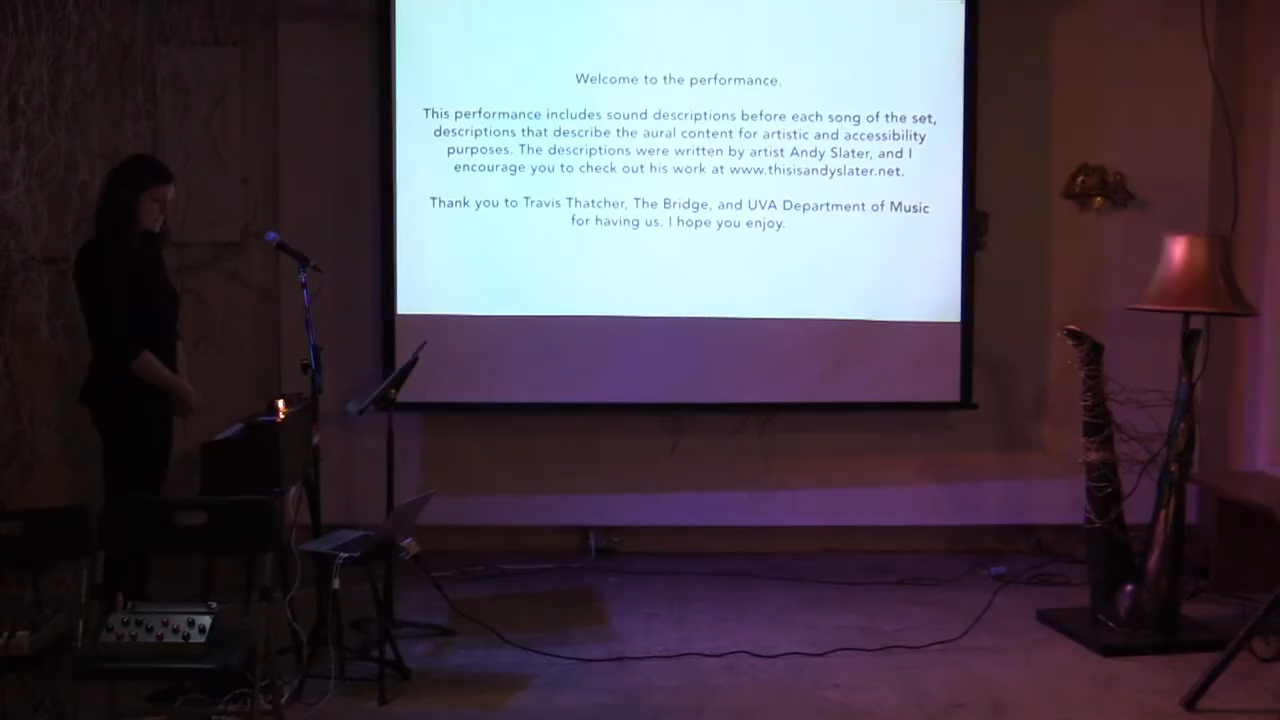 Welcome to the performance.
This performance includes sound descriptions before each song of the set,
descriptions that describe the aural content for artistic and accessibility
purposes. The descriptions were written by artist Andy Slater, and I
encourage you to check out his work at www.thisisandyslater.net.
Thank you to Travis Thatcher, The Bridge, and UVA Department of Music
for having us. I hope you enjoy.